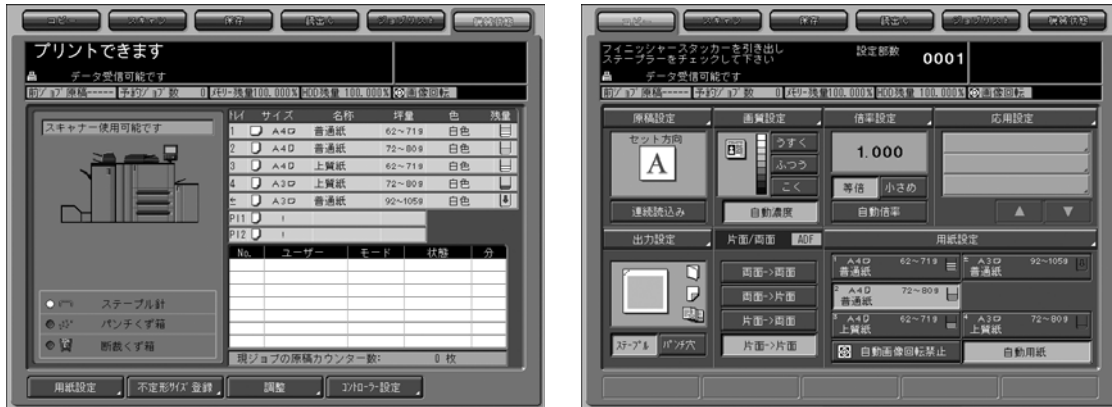 コピー スキャン 保存 読出し ジョブリスト 機械状態
プリントできます
データ受信可能です
前ジョブ 原稿----- 予約ジョブ 数 0 メモリー残量100.000% HDD残量 100.000% 画像回転
スキャナー使用可能です
ステープル針
パンチくず箱
断裁くず箱
トレイ サイズ 名称 坪量 色 残量
1 A4 普通紙 62~71g 白色
2 A4 普通紙 72~80g 白色
3 A4 上質紙 62~71g 白色
4 A3 上質紙 72~80g 白色
A3 普通紙 92~105g 白色
PI1
PI2
No. ユーザー モード 状態 分
現ジョブの原稿カウンター数: 0 枚
用紙設定 不定形サイズ 登録 調整 コントローラー設定
コピー スキャン 保存 読出し ジョブリスト 機械状態
フィニッシャースタッカーを引き出し
ステープラーをチェックして下さい
設定部数 0001
データ受信可能です
前ジョブ 原稿----- 予約ジョブ 数 0 メモリー残量100.000% HDD残量 100.000% 画像回転
原稿設定 画質設定 倍率設定 応用設定
セット方向
A
連続読込み
うすく
ふつう
こく
自動濃度
1.000
等倍 小さめ
自動倍率
出力設定 片面/両面 ADF 用紙設定
ステープル パンチ穴
両面->両面
両面->片面
片面->両面
片面->片面
1 A4 62~71g
普通紙
A3 92~105g
普通紙
2 A4 72~80g
普通紙
3 A4 62~71g
上質紙
4 A3 72~80g
上質紙
自動画像回転禁止 自動用紙